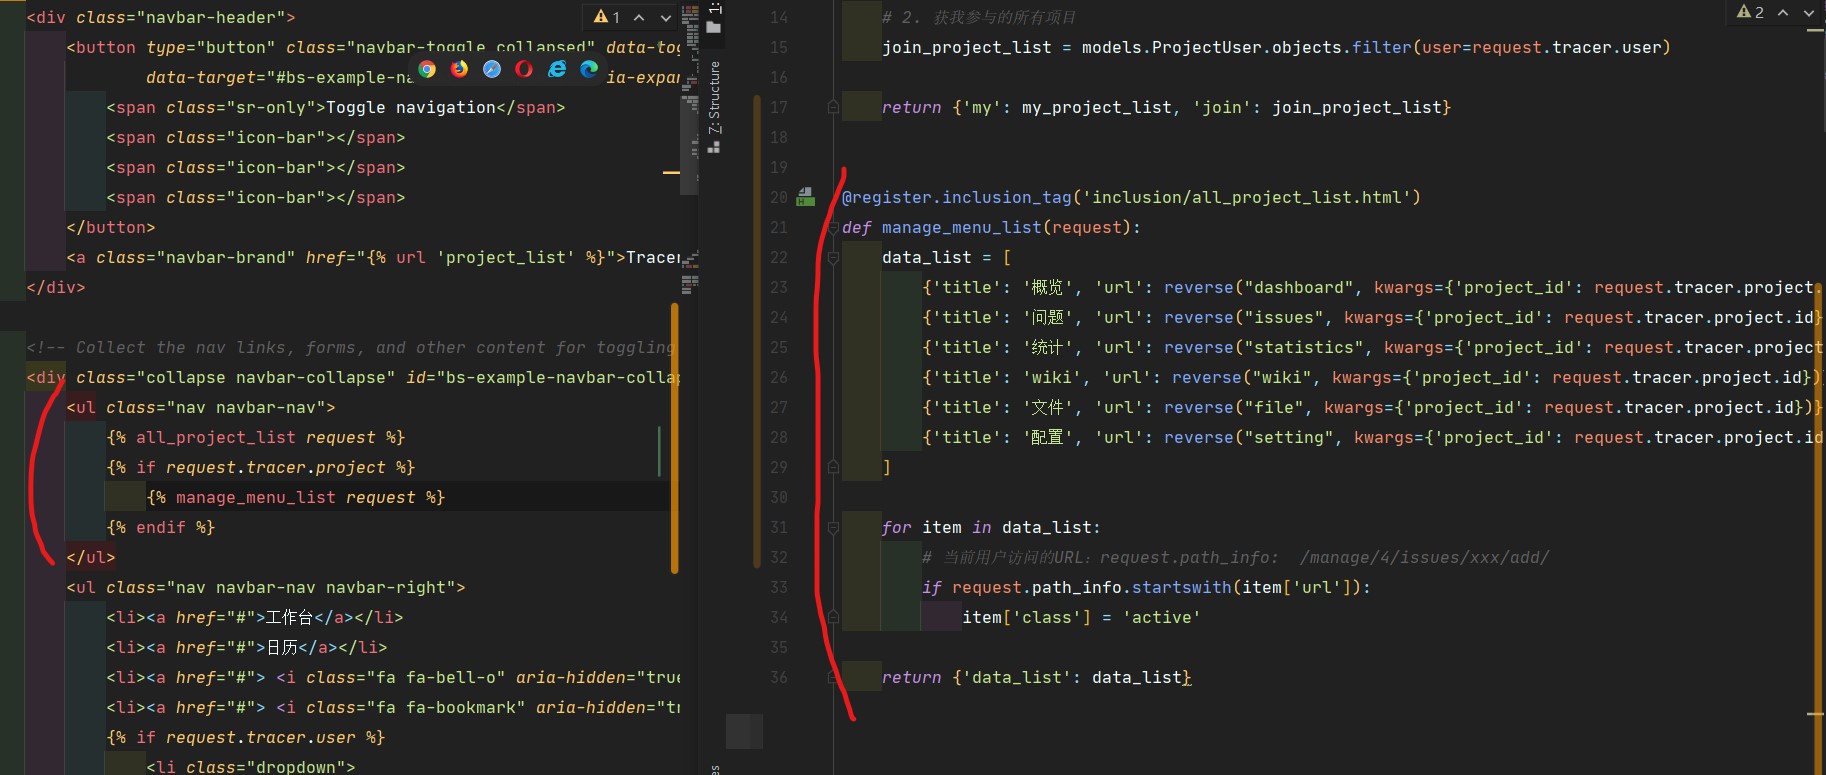 <div class="navbar-header">
1
<button type="button" class="navbar-toggle collapsed" data-tog
data-target="#bs-example-na
ia-expan
<span class="sr-only">Toggle navigation</span>
<span class="icon-bar"></span>
<span class="icon-bar"></span>
<span class="icon-bar"></span>
</button>
<a class="navbar-brand" href="{% url 'project_list' %}">Tracer
</div>
<!-- Collect the nav links, forms, and other content for toggling
<div class="collapse navbar-collapse" id="bs-example-navbar-collap
<ul class="nav navbar-nav">
{% all_project_list request %}
{% if request.tracer.project %}
{% manage_menu_list request %}
{% endif %}
</ul>
<ul class="nav navbar-nav navbar-right">
<li><a href="#">工作台</a></li>
<li><a href="#">日历</a></li>
<li><a href="#"> <i class="fa fa-bell-o" aria-hidden="true
<li><a href="#"> <i class="fa fa-bookmark" aria-hidden="tr
{% if request.tracer.user %}
<li class="dropdown">
1:
7: Structure
es
2
14 # 2. 获我参与的所有项目
15 join_project_list = models.ProjectUser.objects.filter(user=request.tracer.user)
16
17 return {'my': my_project_list, 'join': join_project_list}
18
19
20 @register.inclusion_tag('inclusion/all_project_list.html')
21 def manage_menu_list(request):
22 data_list = [
23 {'title': '概览', 'url': reverse("dashboard", kwargs={'project_id': request.tracer.project.
24 {'title': '问题', 'url': reverse("issues", kwargs={'project_id': request.tracer.project.id}
25 {'title': '统计', 'url': reverse("statistics", kwargs={'project_id': request.tracer.project
26 {'title': 'wiki', 'url': reverse("wiki", kwargs={'project_id': request.tracer.project.id})
27 {'title': '文件', 'url': reverse("file", kwargs={'project_id': request.tracer.project.id})}
28 {'title': '配置', 'url': reverse("setting", kwargs={'project_id': request.tracer.project.id
29 ]
30
31 for item in data_list:
32 # 当前用户访问的URL：request.path_info: /manage/4/issues/xxx/add/
33 if request.path_info.startswith(item['url']):
34 item['class'] = 'active'
35
36 return {'data_list': data_list}